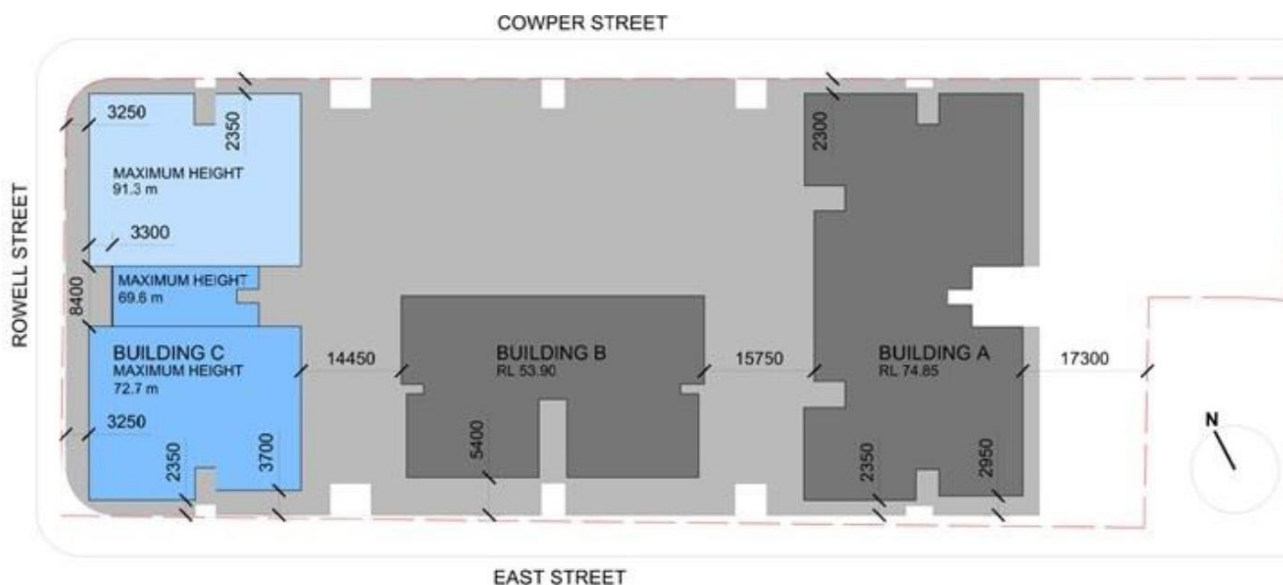 COWPER STREET
3250
2350
2300
MAXIMUM HEIGHT
91.3 m
ROWELL STREET
3300
MAXIMUM HEIGHT
69.6 m
8400
BUILDING C
MAXIMUM HEIGHT
72.7 m
14450
BUILDING B
RL 53.90
15750
BUILDING A
RL 74.85
17300
3250
2350
3700
5400
2350
2950
N
EAST STREET